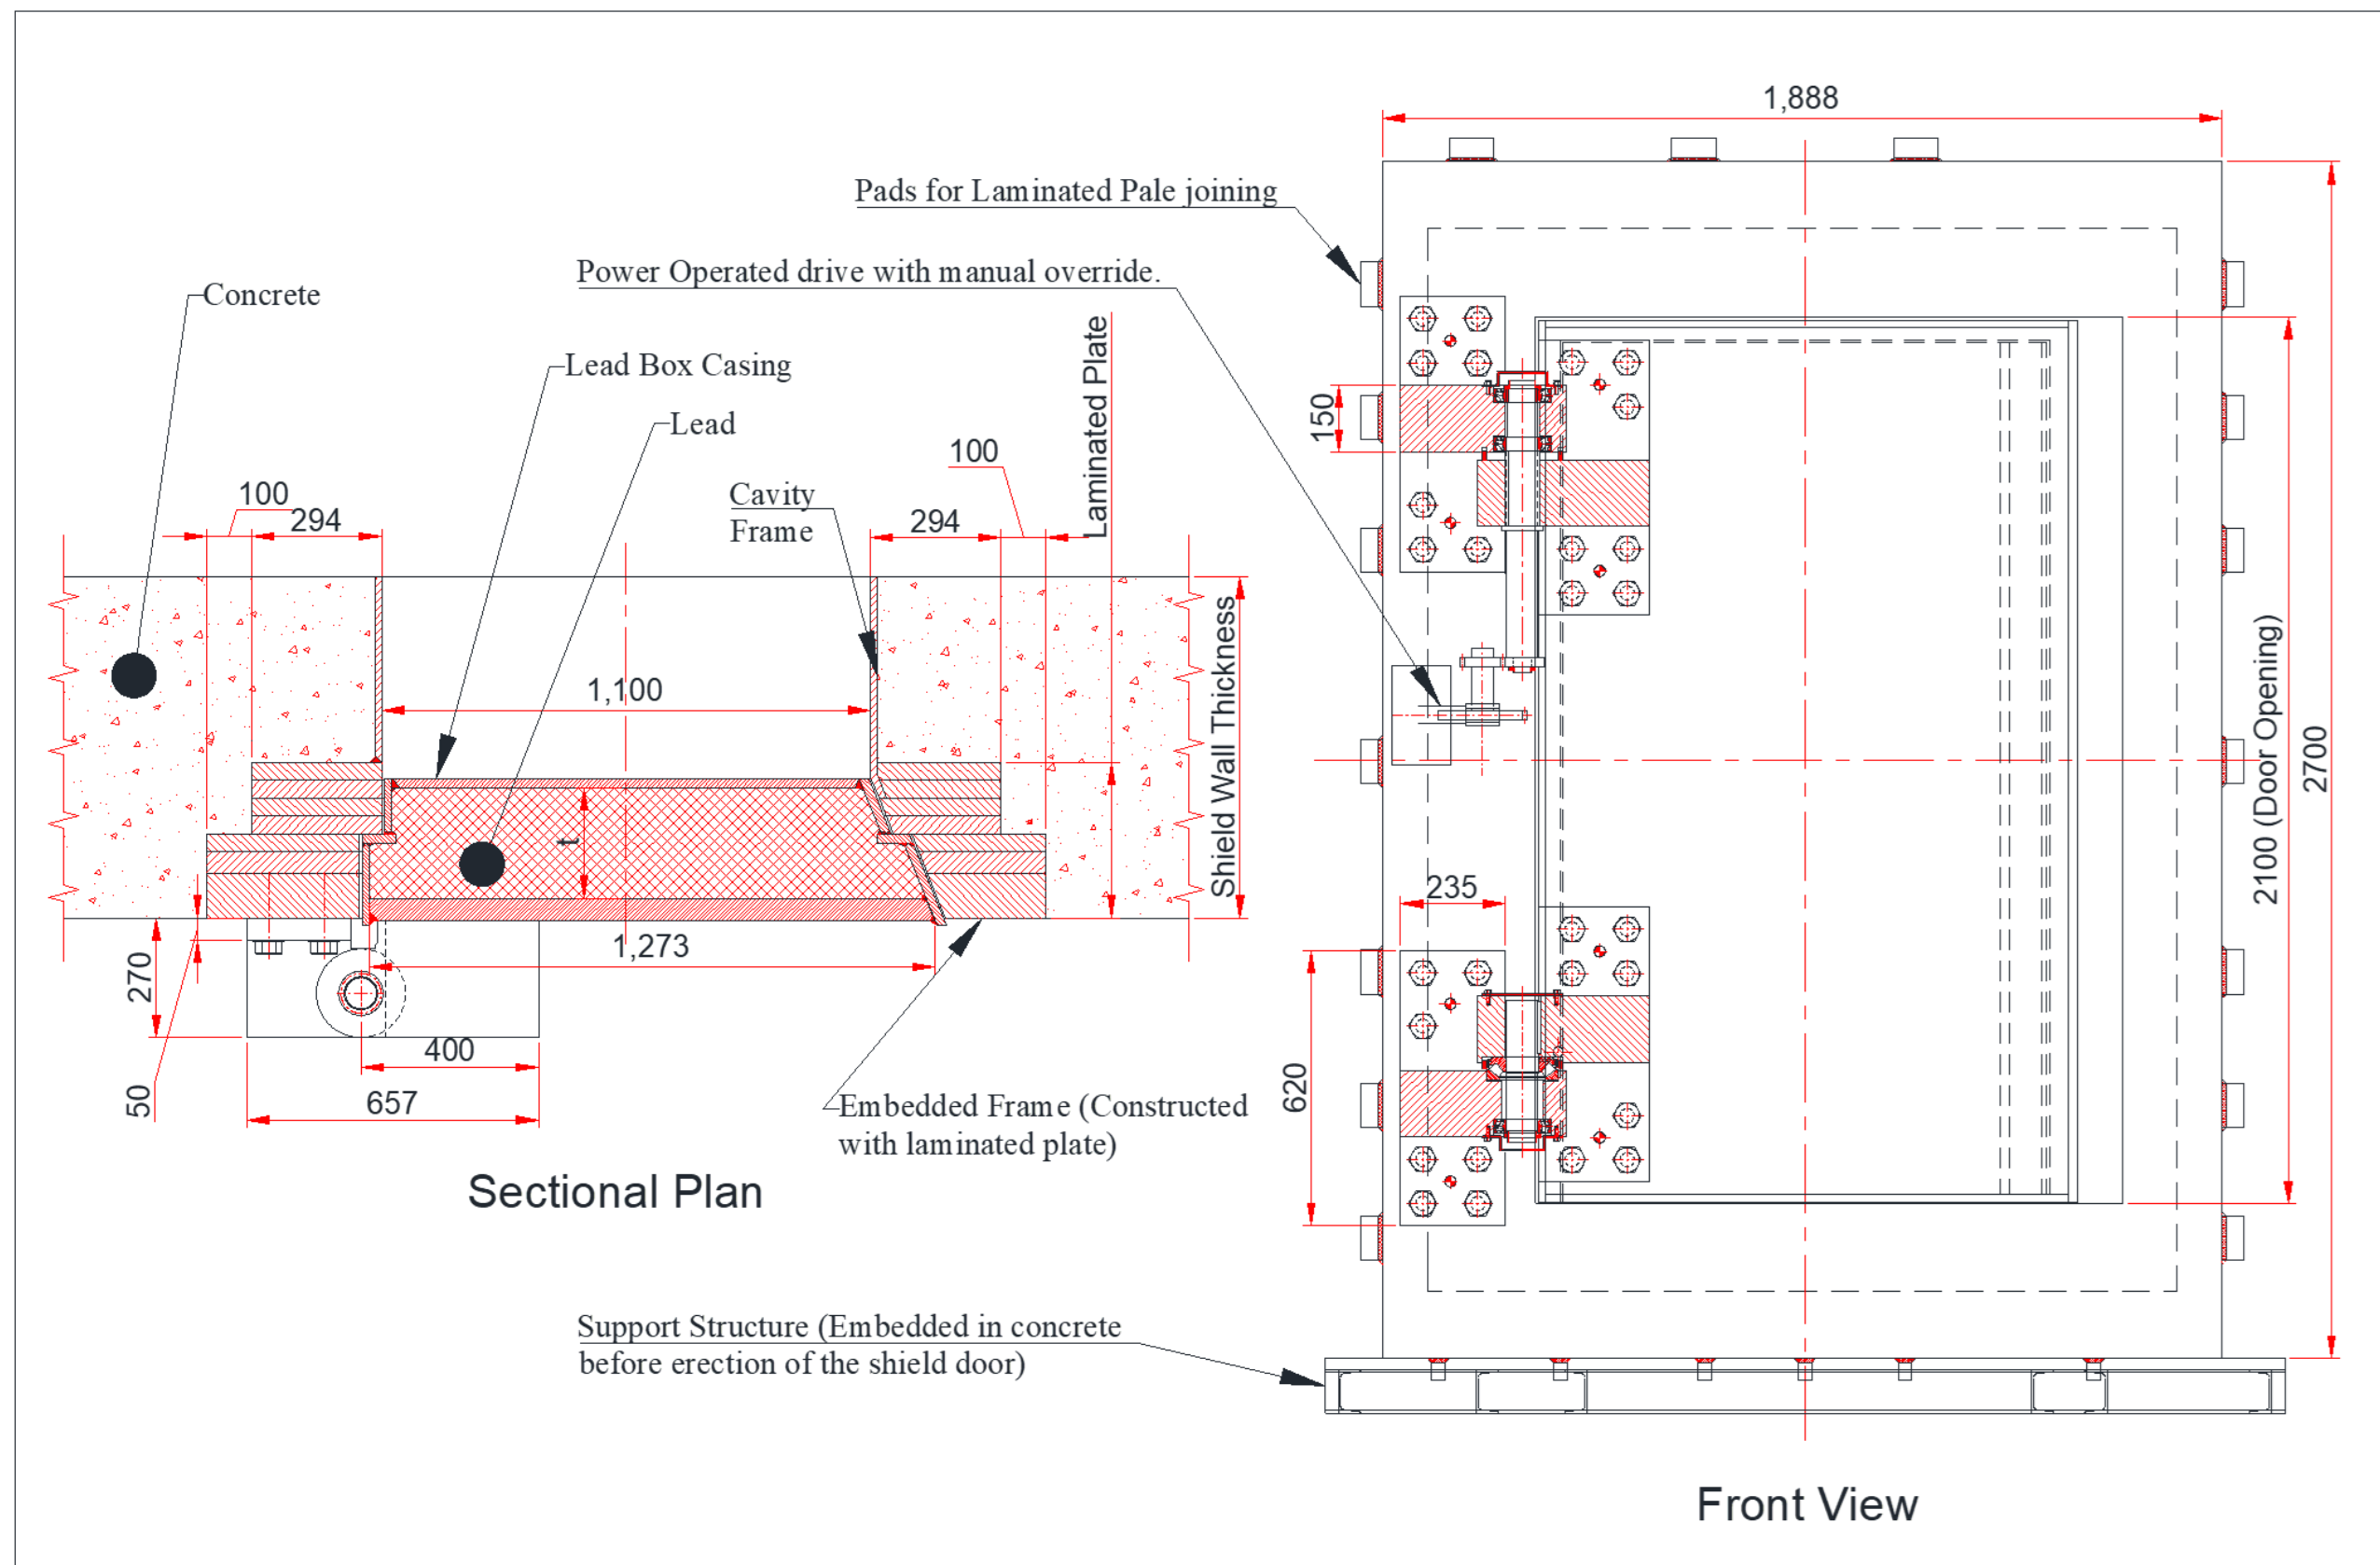 1,888
Pads for Laminated Pale joining
Power Operated drive with manual override.
Concrete
Lead Box Casing
Lead
Laminated Plate
100
100
294
Cavity
Frame
294
150
1,100
Shield Wall Thickness
2100 (Door Opening)
2700
t
235
1,273
270
400
50
657
620
Embedded Frame (Constructed
with laminated plate)
Sectional Plan
Support Structure (Embedded in concrete
before erection of the shield door)
Front View